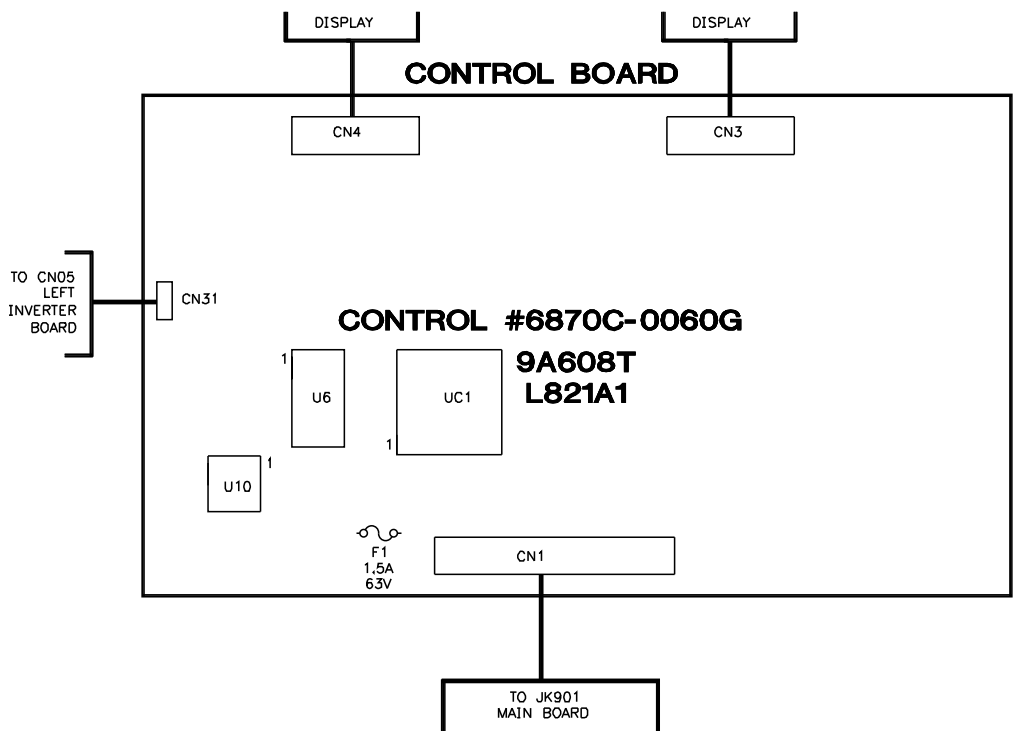 DISPLAY
DISPLAY
CONTROL BOARD
CN4
CN3
TO CN05
LEFT
INVERTER
BOARD
CN31
CONTROL #6870C-0060G
9A608T
L821A1
1
U6
UC1
1
1
U10
F1
1.5A
63V
CN1
TO JK901
MAIN BOARD